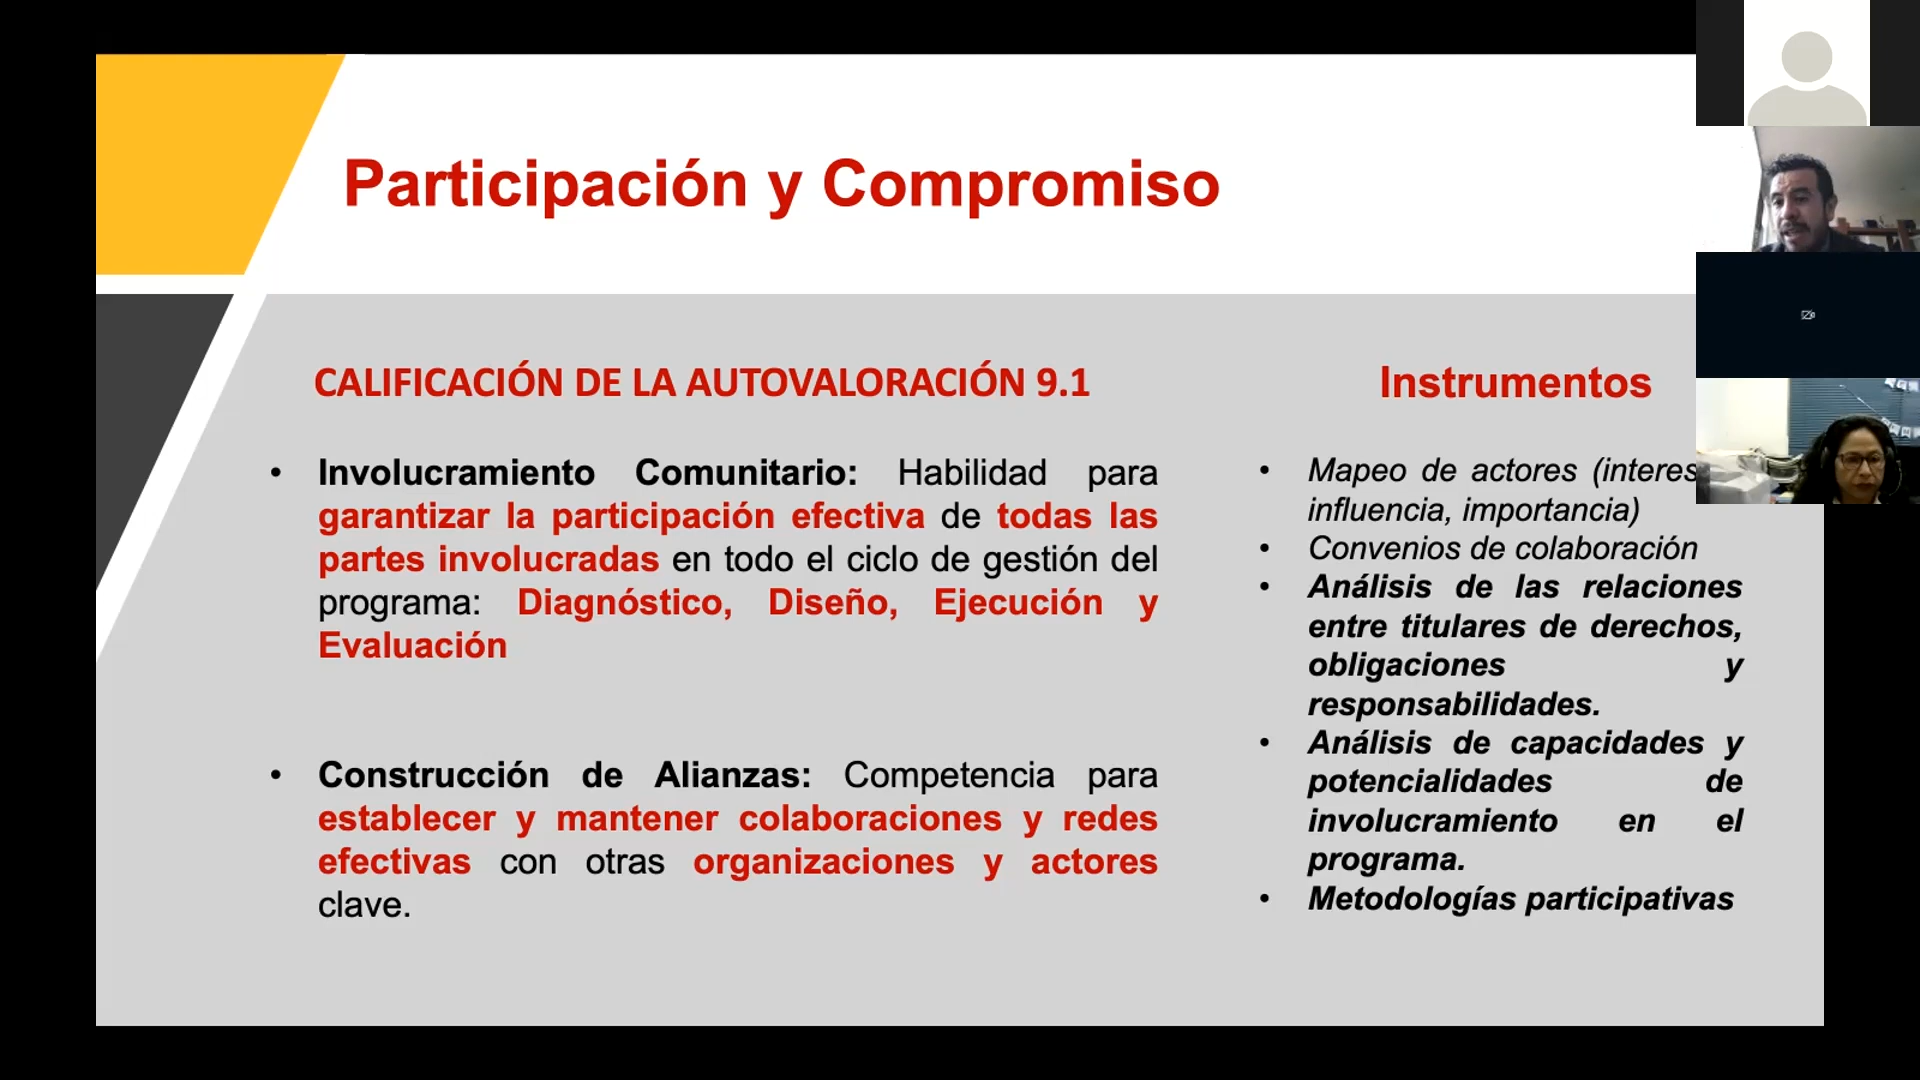 Participación y Compromiso
CALIFICACIÓN DE LA AUTOVALORACIÓN 9.1
• Involucramiento Comunitario: Habilidad para
garantizar la participación efectiva de todas las
partes involucradas en todo el ciclo de gestión del
programa: Diagnóstico, Diseño, Ejecución y
Evaluación
• Construcción de Alianzas: Competencia para
establecer y mantener colaboraciones y redes
efectivas con otras organizaciones y actores
clave.
Instrumentos
• Mapeo de actores (interes
influencia, importancia)
• Convenios de colaboración
• Análisis de las relaciones
entre titulares de derechos,
obligaciones y
responsabilidades.
• Análisis de capacidades y
potencialidades de
involucramiento en el
programa.
• Metodologías participativas